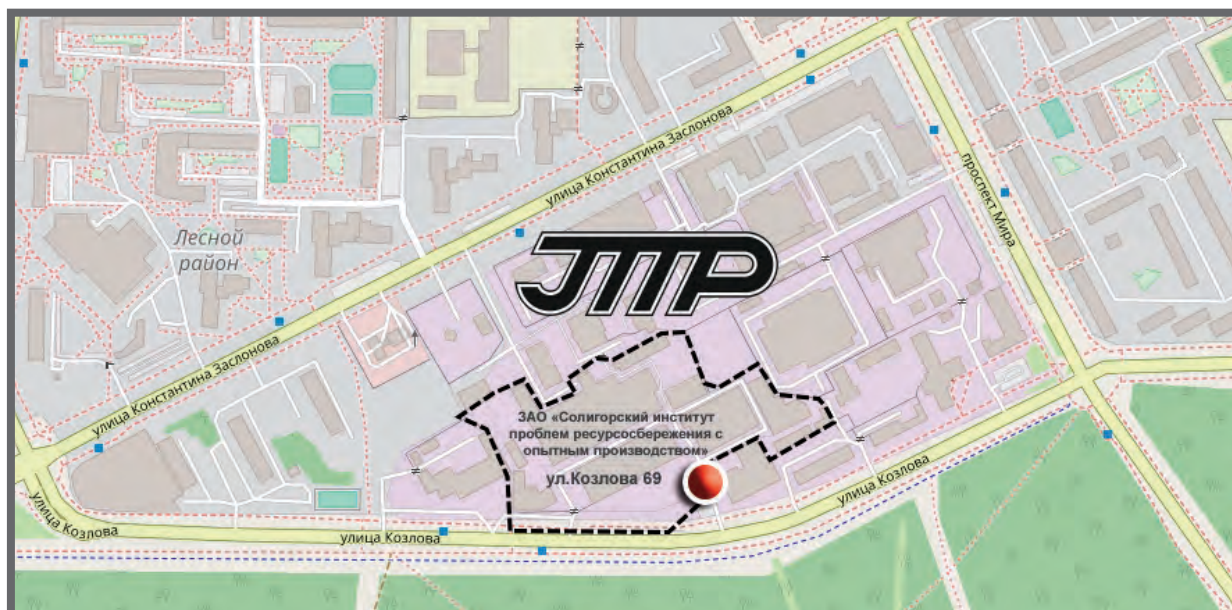 улица Константина Заслонова
проспект Мира
Лесной
район
JTTP
улица Константина Заслонова
ЗАО «Солигорский институт
проблем ресурсосбережения с
опытным производством»
ул.Козлова 69
улица Козлова
улица Козлова
улица Козлова